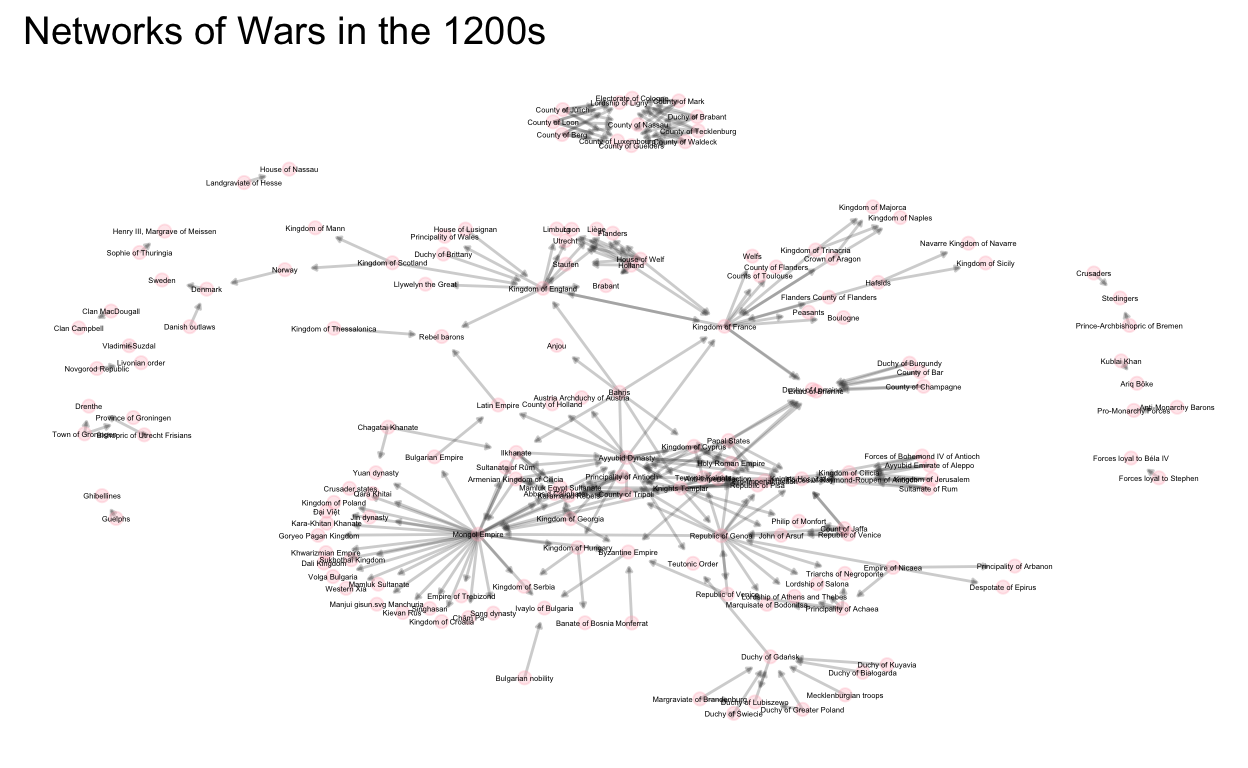 Networks of Wars in the 1200s
Electorate of Cologne
Lordship of Ligny
County of Mark
County of Jülich
Duchy of Brabant
County of Loon
County of Nassau
County of Tecklenburg
County of Berg
County of Luxembourg
County of Waldeck
County of Guelders
House of Nassau
Landgraviate of Hesse
Kingdom of Majorca
Kingdom of Naples
Henry III, Margrave of Meissen
Kingdom of Mann
House of Lusignan
Principality of Wales
Limburg
Liège
Flanders
Utrecht
Navarre Kingdom of Navarre
Sophie of Thuringia
Duchy of Brittany
Kingdom of Trinacria
Crown of Aragon
Welfs
House of Welf
Holland
Staufen
Kingdom of Scotland
County of Flanders
Counts of Toulouse
Kingdom of Sicily
Norway
Crusaders
Sweden
Denmark
Llywelyn the Great
Kingdom of England
Brabant
Hafsids
Flanders County of Flanders
Stedingers
Clan MacDougall
Peasants
Boulogne
Clan Campbell
Danish outlaws
Kingdom of Thessalonica
Rebel barons
Kingdom of France
Prince-Archbishopric of Bremen
Vladimir-Suzdal
Anjou
Novgorod Republic
Livonian order
Duchy of Burgundy
County of Bar
Kublai Khan
County of Champagne
Ariq Böke
Bahris
Austria Archduchy of Austria
Latin Empire
County of Holland
Drenthe
Province of Groningen
Pro-Monarchy Forces
Anti-Monarchy Barons
Town of Groningen
Bishopric of Utrecht Frisians
Chagatai Khanate
Papal States
Kingdom of Cyprus
Bulgarian Empire
Ilkhanate
Ayyubid Dynasty
Holy Roman Empire
Forces of Bohemond IV of Antioch
Ayyubid Emirate of Aleppo
Forces loyal to Béla IV
Yuan dynasty
Sultanate of Rûm
Armenian Kingdom of Cilicia
Principality of Antioch
Kingdom of Cilicia
Kingdom of Jerusalem
Forces loyal to Stephen
Crusader states
Qara Khitai
Knights Templar
Republic of Pisa
Sultanate of Rum
Ghibellines
County of Tripoli
Kingdom of Poland
Đại Việt
Guelphs
Jin dynasty
Kingdom of Georgia
Kara-Khitan Khanate
Philip of Monfort
Count of Jaffa
Goryeo Pagan Kingdom
Mongol Empire
Republic of Genoa
John of Arsuf
Republic of Venice
Khwarizmian Empire
Sukhothai Kingdom
Dali Kingdom
Kingdom of Hungary
Byzantine Empire
Teutonic Order
Empire of Nicaea
Principality of Arbanon
Volga Bulgaria
Mamluk Sultanate
Western Xia
Triarchs of Negroponte
Lordship of Salona
Kingdom of Serbia
Despotate of Epirus
Empire of Trebizond
Republic of Venice
Lordship of Athens and Thebes
Manjui gisun.svg Manchuria
Singhasari
Marquisate of Bodonitsa
Principality of Achaea
Kievan Rus'
Ivaylo of Bulgaria
Song dynasty
Chăm Pa
Kingdom of Croatia
Banate of Bosnia
Monferrat
Duchy of Gdańsk
Duchy of Kuyavia
Duchy of Bialogarda
Bulgarian nobility
Margraviate of Brandenburg
Duchy of Lubiszewo
Mecklenburgian troops
Duchy of Swiecie
Duchy of Greater Poland